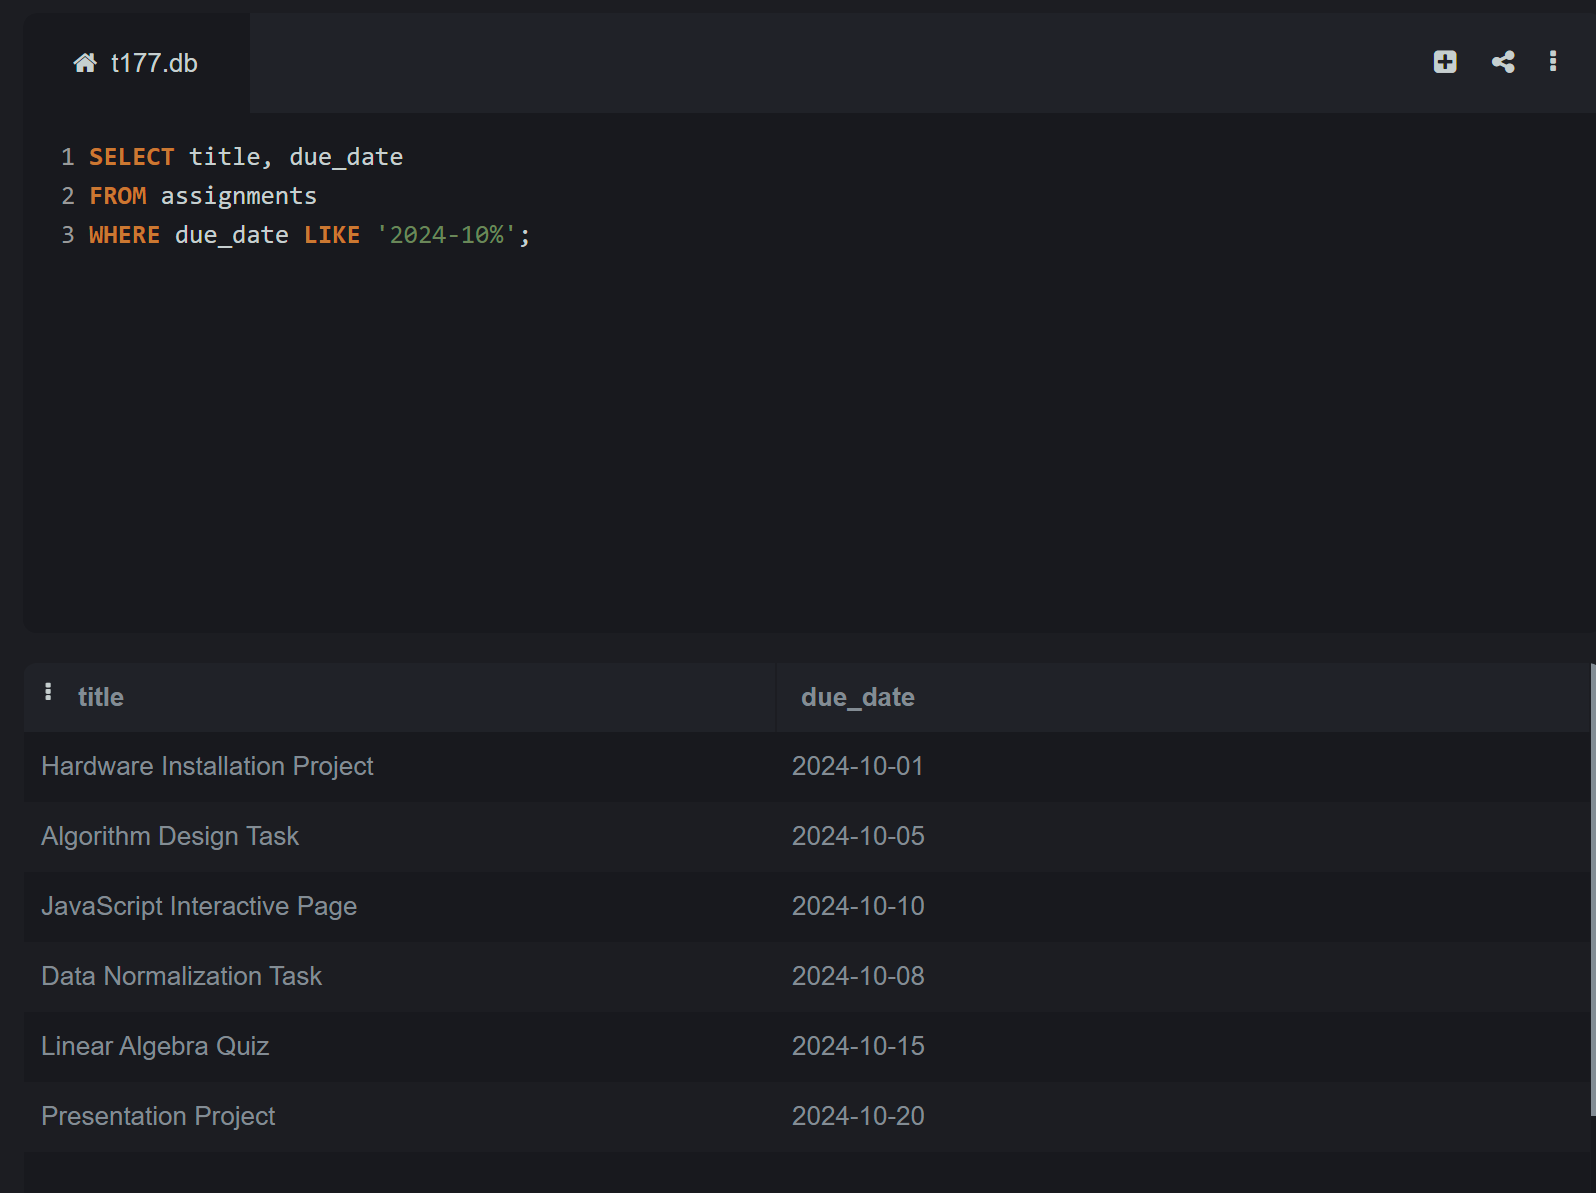 t177.db
1 SELECT title, due_date
2 FROM assignments
3 WHERE due_date LIKE '2024-10%';
title due_date
Hardware Installation Project 2024-10-01
Algorithm Design Task 2024-10-05
JavaScript Interactive Page 2024-10-10
Data Normalization Task 2024-10-08
Linear Algebra Quiz 2024-10-15
Presentation Project 2024-10-20